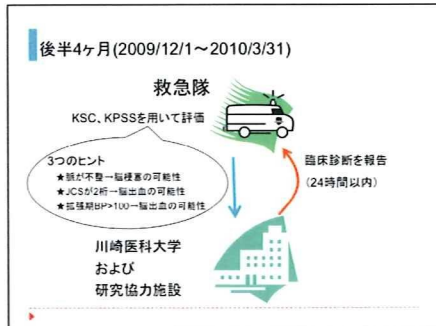 後半4ヶ月(2009/12/1～2010/3/31)
救急隊
KSC、KPSSを用いて評価
3つのヒント
★脈が不整→脳梗塞の可能性
★JCSが2桁→脳出血の可能性
★拡張期BP>100→脳出血の可能性
臨床診断を報告
(24時間以内)
川崎医科大学
および
研究協力施設